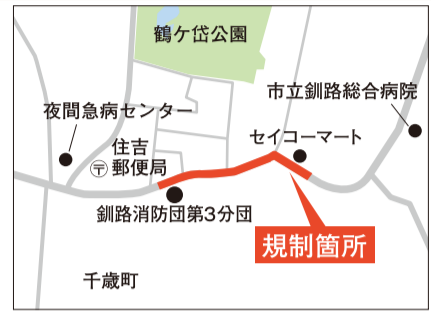 鶴ケ岱公園
市立釧路総合病院
夜間急病センター
セイコーマート
住吉
〒郵便局
釧路消防団第3分団
規制箇所
千歳町